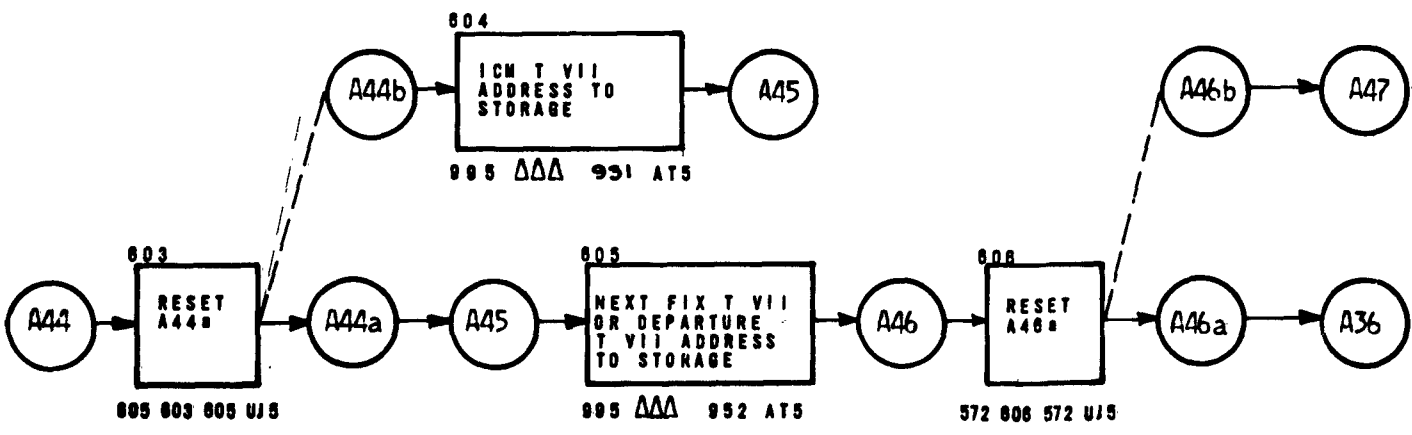 604
A44b
ICM T VII
ADDRESS TO
STORAGE
A45
995 ΔΔΔ 951 AT5
A46b
A47
603
A44
RESET
A44a
A44a
A45
605
NEXT FIX T VII
OR DEPARTURE
T VII ADDRESS
TO STORAGE
A46
606
RESET
A46a
A46a
A36
605 603 605 UJ5
995 ΔΔΔ 952 AT5
572 606 572 UJ5